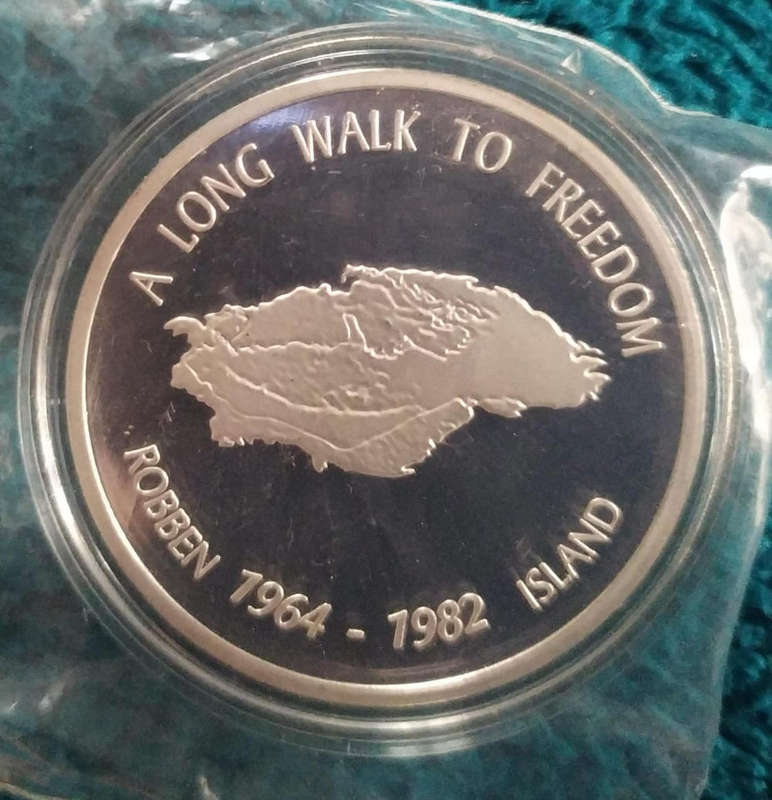 A LONG WALK TO FREEDOM
ROBBEN 1964 - 1982 ISLAND